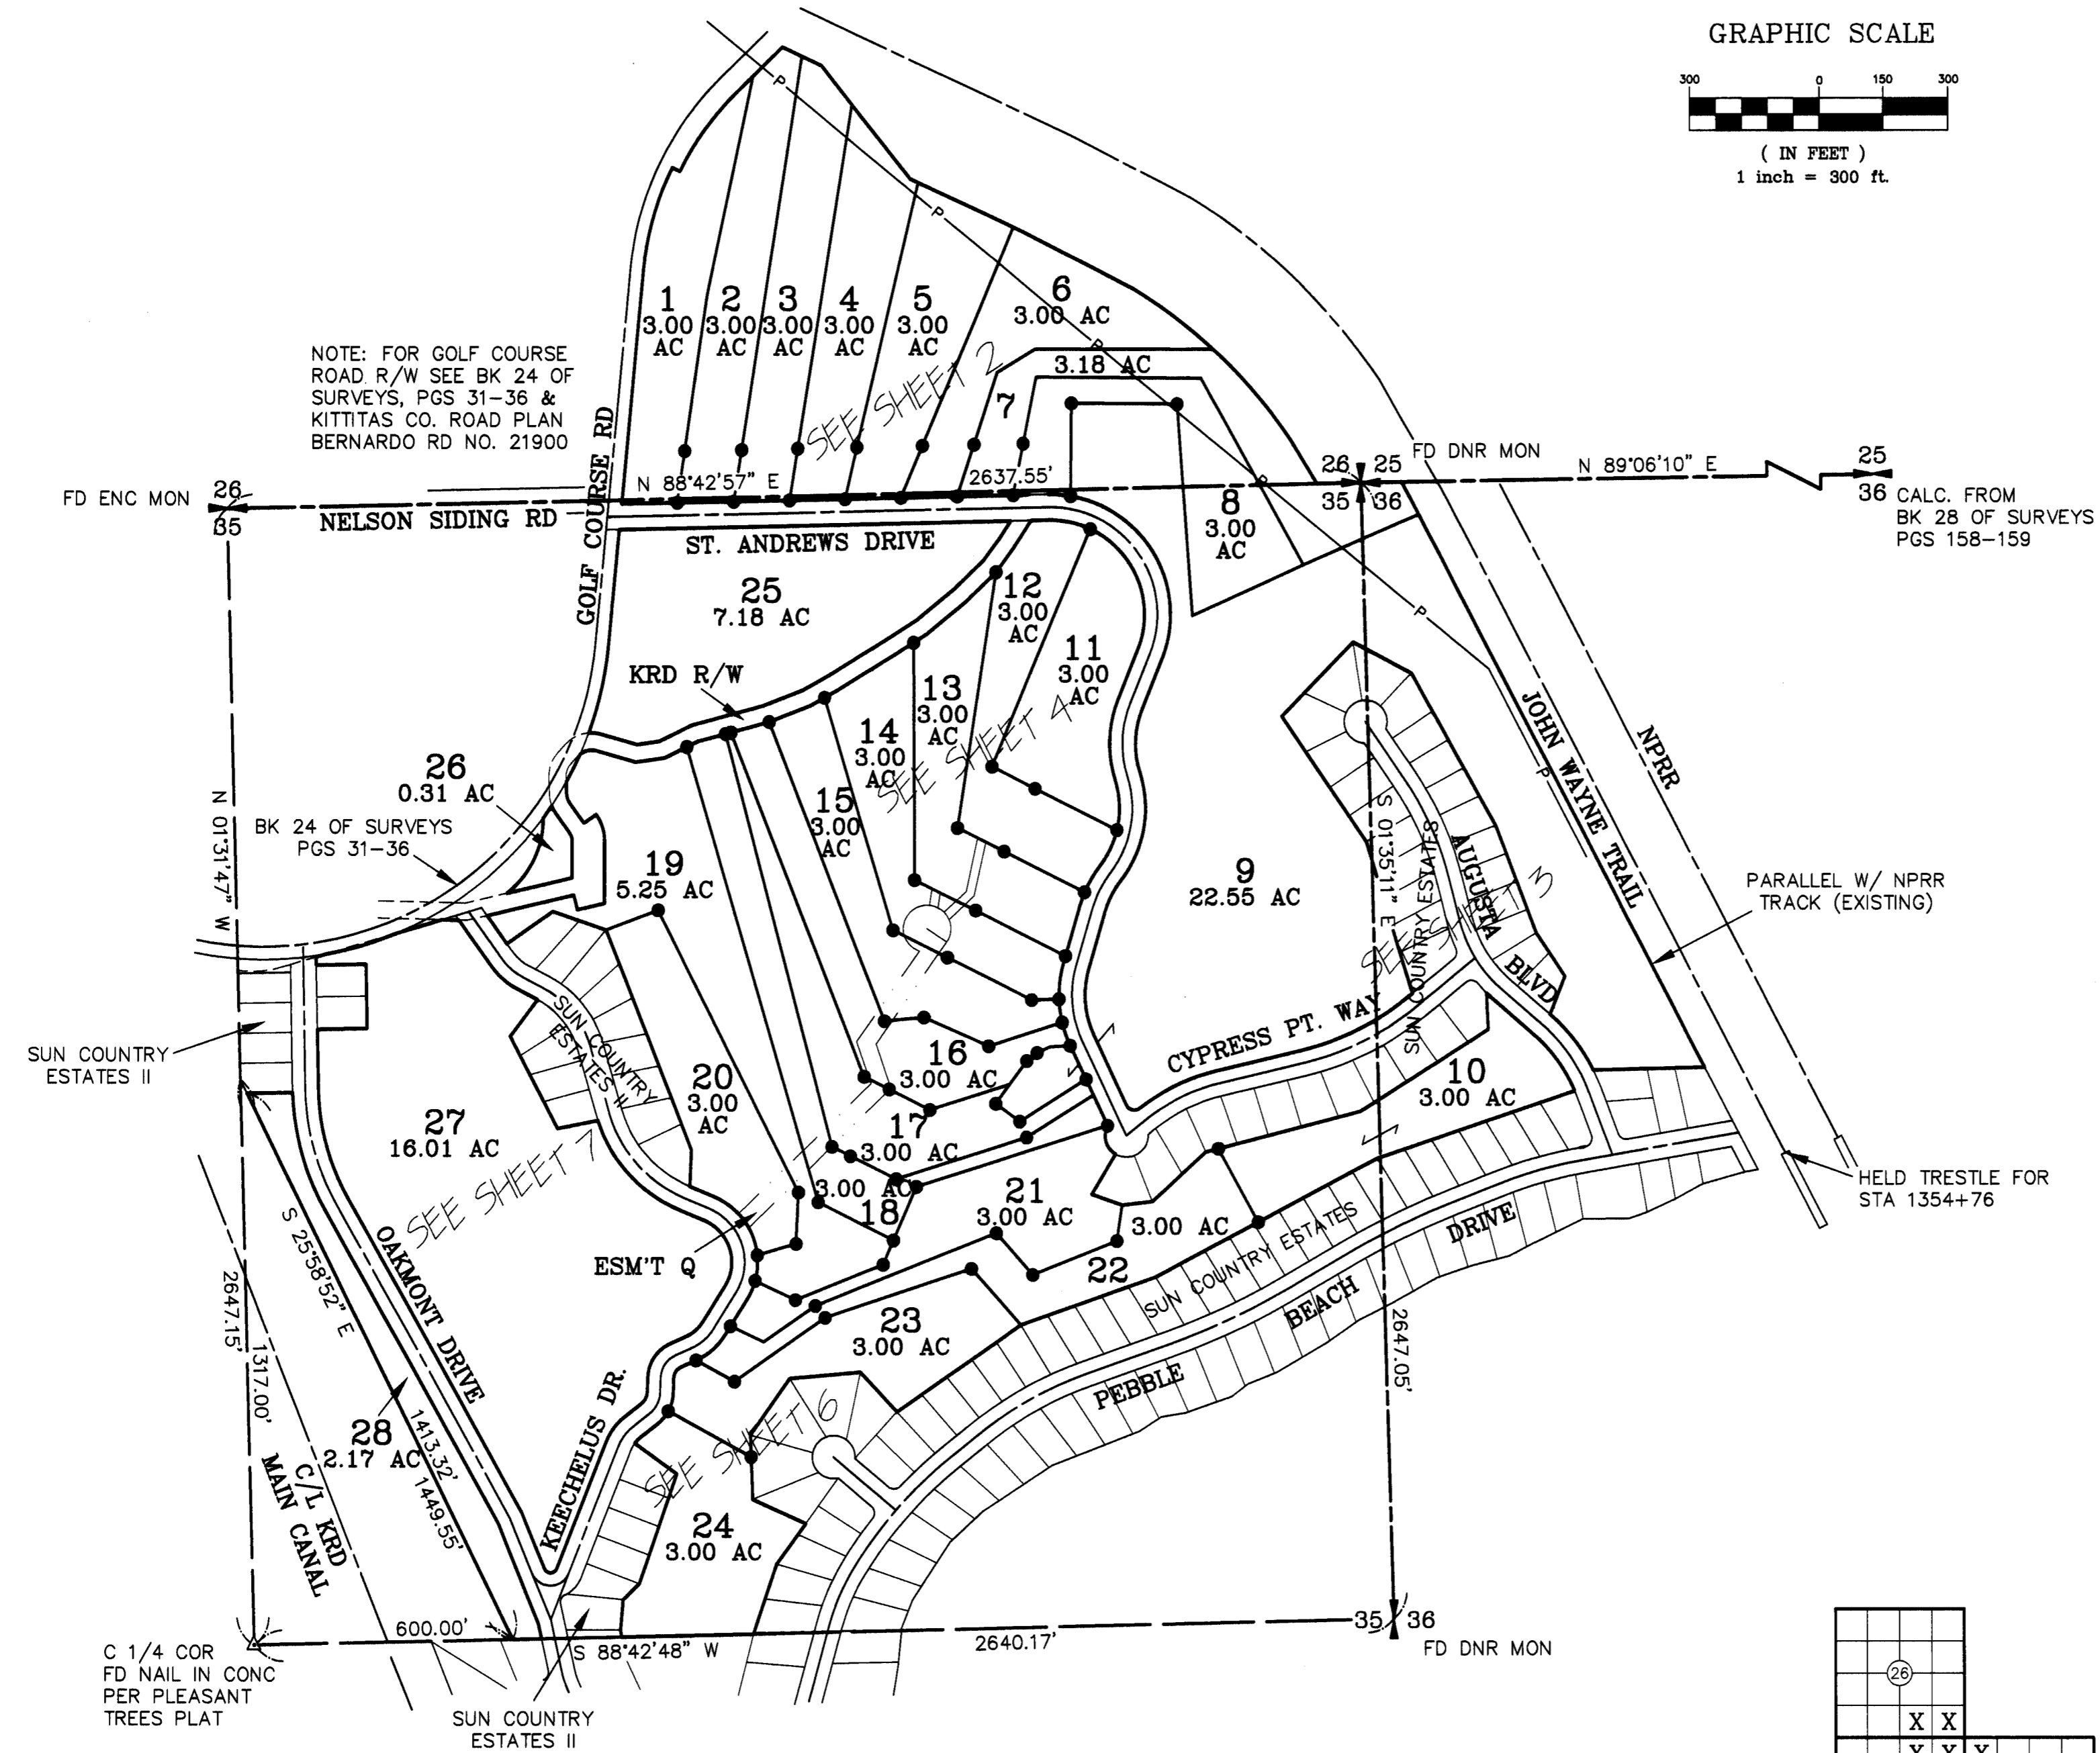 GRAPHIC SCALE
300 0 150 300
( IN FEET )
1 inch = 300 ft.
NOTE: FOR GOLF COURSE
ROAD R/W SEE BK 24 OF
SURVEYS, PGS 31-36 &
KITTITAS CO. ROAD PLAN
BERNARDO RD NO. 21900
1
3.00
AC
2
3.00
AC
3
3.00
AC
4
3.00
AC
5
3.00
AC
6
3.00 AC
3.18 AC
7
SEE SHEET 2
P
P
P
P
P
P
GOLF COURSE RD
FD ENC MON
26
35
N 88°42'57" E
2637.55'
NELSON SIDING RD
ST. ANDREWS DRIVE
26 25
35 36
FD DNR MON
N 89°06'10" E
25
36
CALC. FROM
BK 28 OF SURVEYS
PGS 158-159
8
3.00
AC
25
7.18 AC
12
3.00
AC
11
3.00
AC
KRD R/W
13
3.00
AC
14
3.00
AC
SEE SHEET 4
15
3.00
AC
26
0.31 AC
BK 24 OF SURVEYS
PGS 31-36
N 01°31'47" W
19
5.25 AC
9
22.55 AC
S 01°35'11" E
SUN COUNTRY ESTATES
AUGUSTA
BLVD
SEE SHEET 3
JOHN WAYNE TRAIL
NPRR
PARALLEL W/ NPRR
TRACK (EXISTING)
SUN COUNTRY
ESTATES II
SUN COUNTRY
ESTATES II
CYPRESS PT. WAY
16
3.00 AC
10
3.00 AC
20
3.00
AC
27
16.01 AC
SEE SHEET 7
17
3.00 AC
3.00 AC
18
21
3.00 AC
3.00 AC
22
HELD TRESTLE FOR
STA 1354+76
ESM'T Q
SUN COUNTRY ESTATES
PEBBLE BEACH DRIVE
23
3.00 AC
S 25°58'52" E
OAKMONT DRIVE
2647.15'
1317.00'
2647.05'
KEECHELUS DR.
SEE SHEET 6
28
2.17 AC
1413.32'
1449.55'
C/L KRD
MAIN CANAL
24
3.00 AC
600.00'
S 88°42'48" W
2640.17'
35 36
FD DNR MON
C 1/4 COR
FD NAIL IN CONC
PER PLEASANT
TREES PLAT
SUN COUNTRY
ESTATES II
26
X X
X X X